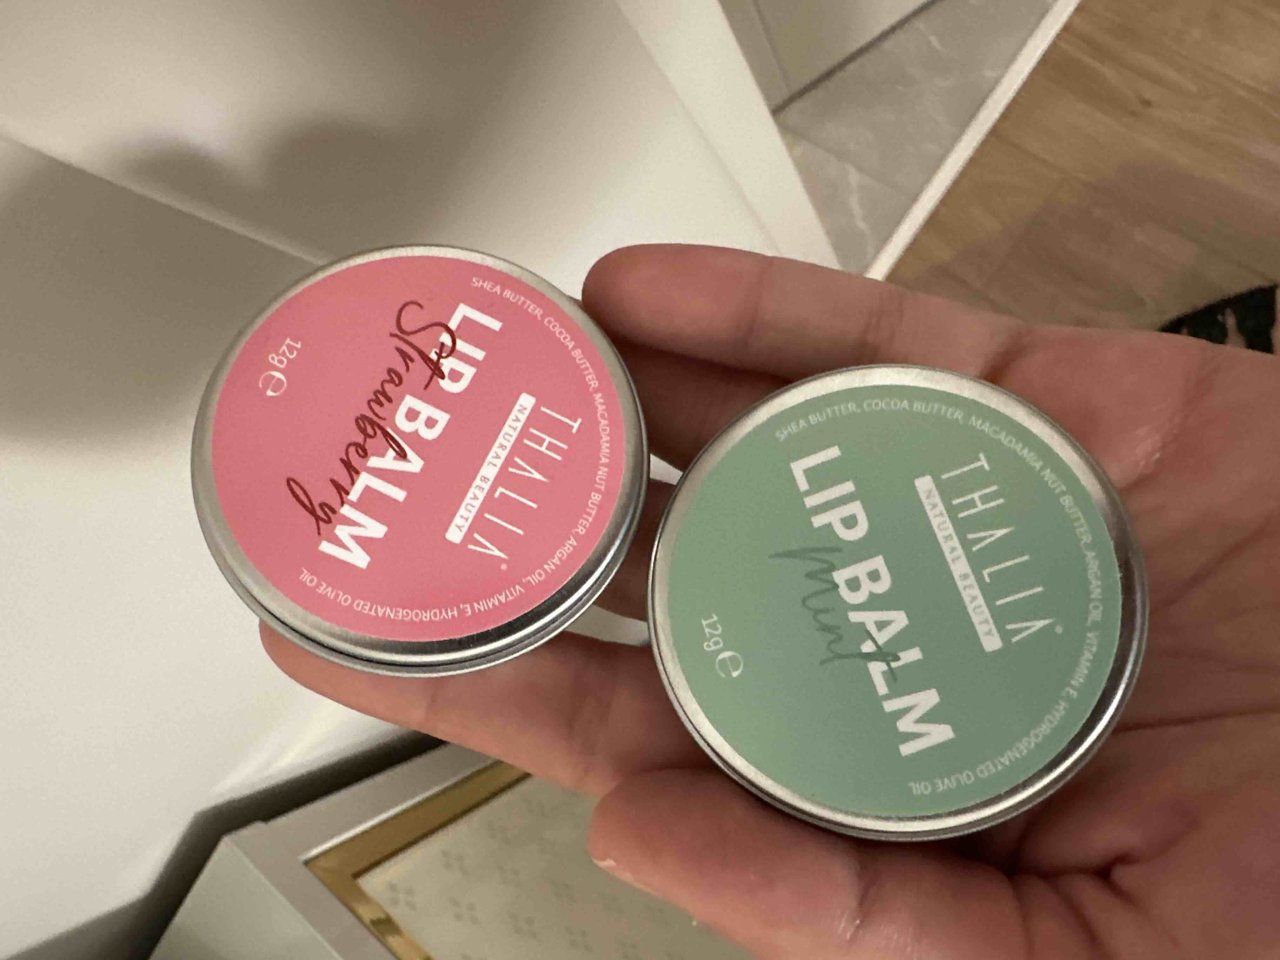 SHEA BUTTER, COCOA BUTTER, MACADAMIA NUT BUTTER, ARGAN OIL, VITAMIN E, HYDROGENATED OLIVE OIL
THALIA®
NATURAL BEAUTY
LIP BALM
Strawberry
12g ℮
SHEA BUTTER, COCOA BUTTER, MACADAMIA NUT BUTTER, ARGAN OIL, VITAMIN E, HYDROGENATED OLIVE OIL
THALIA®
NATURAL BEAUTY
LIP BALM
Mint
12g ℮